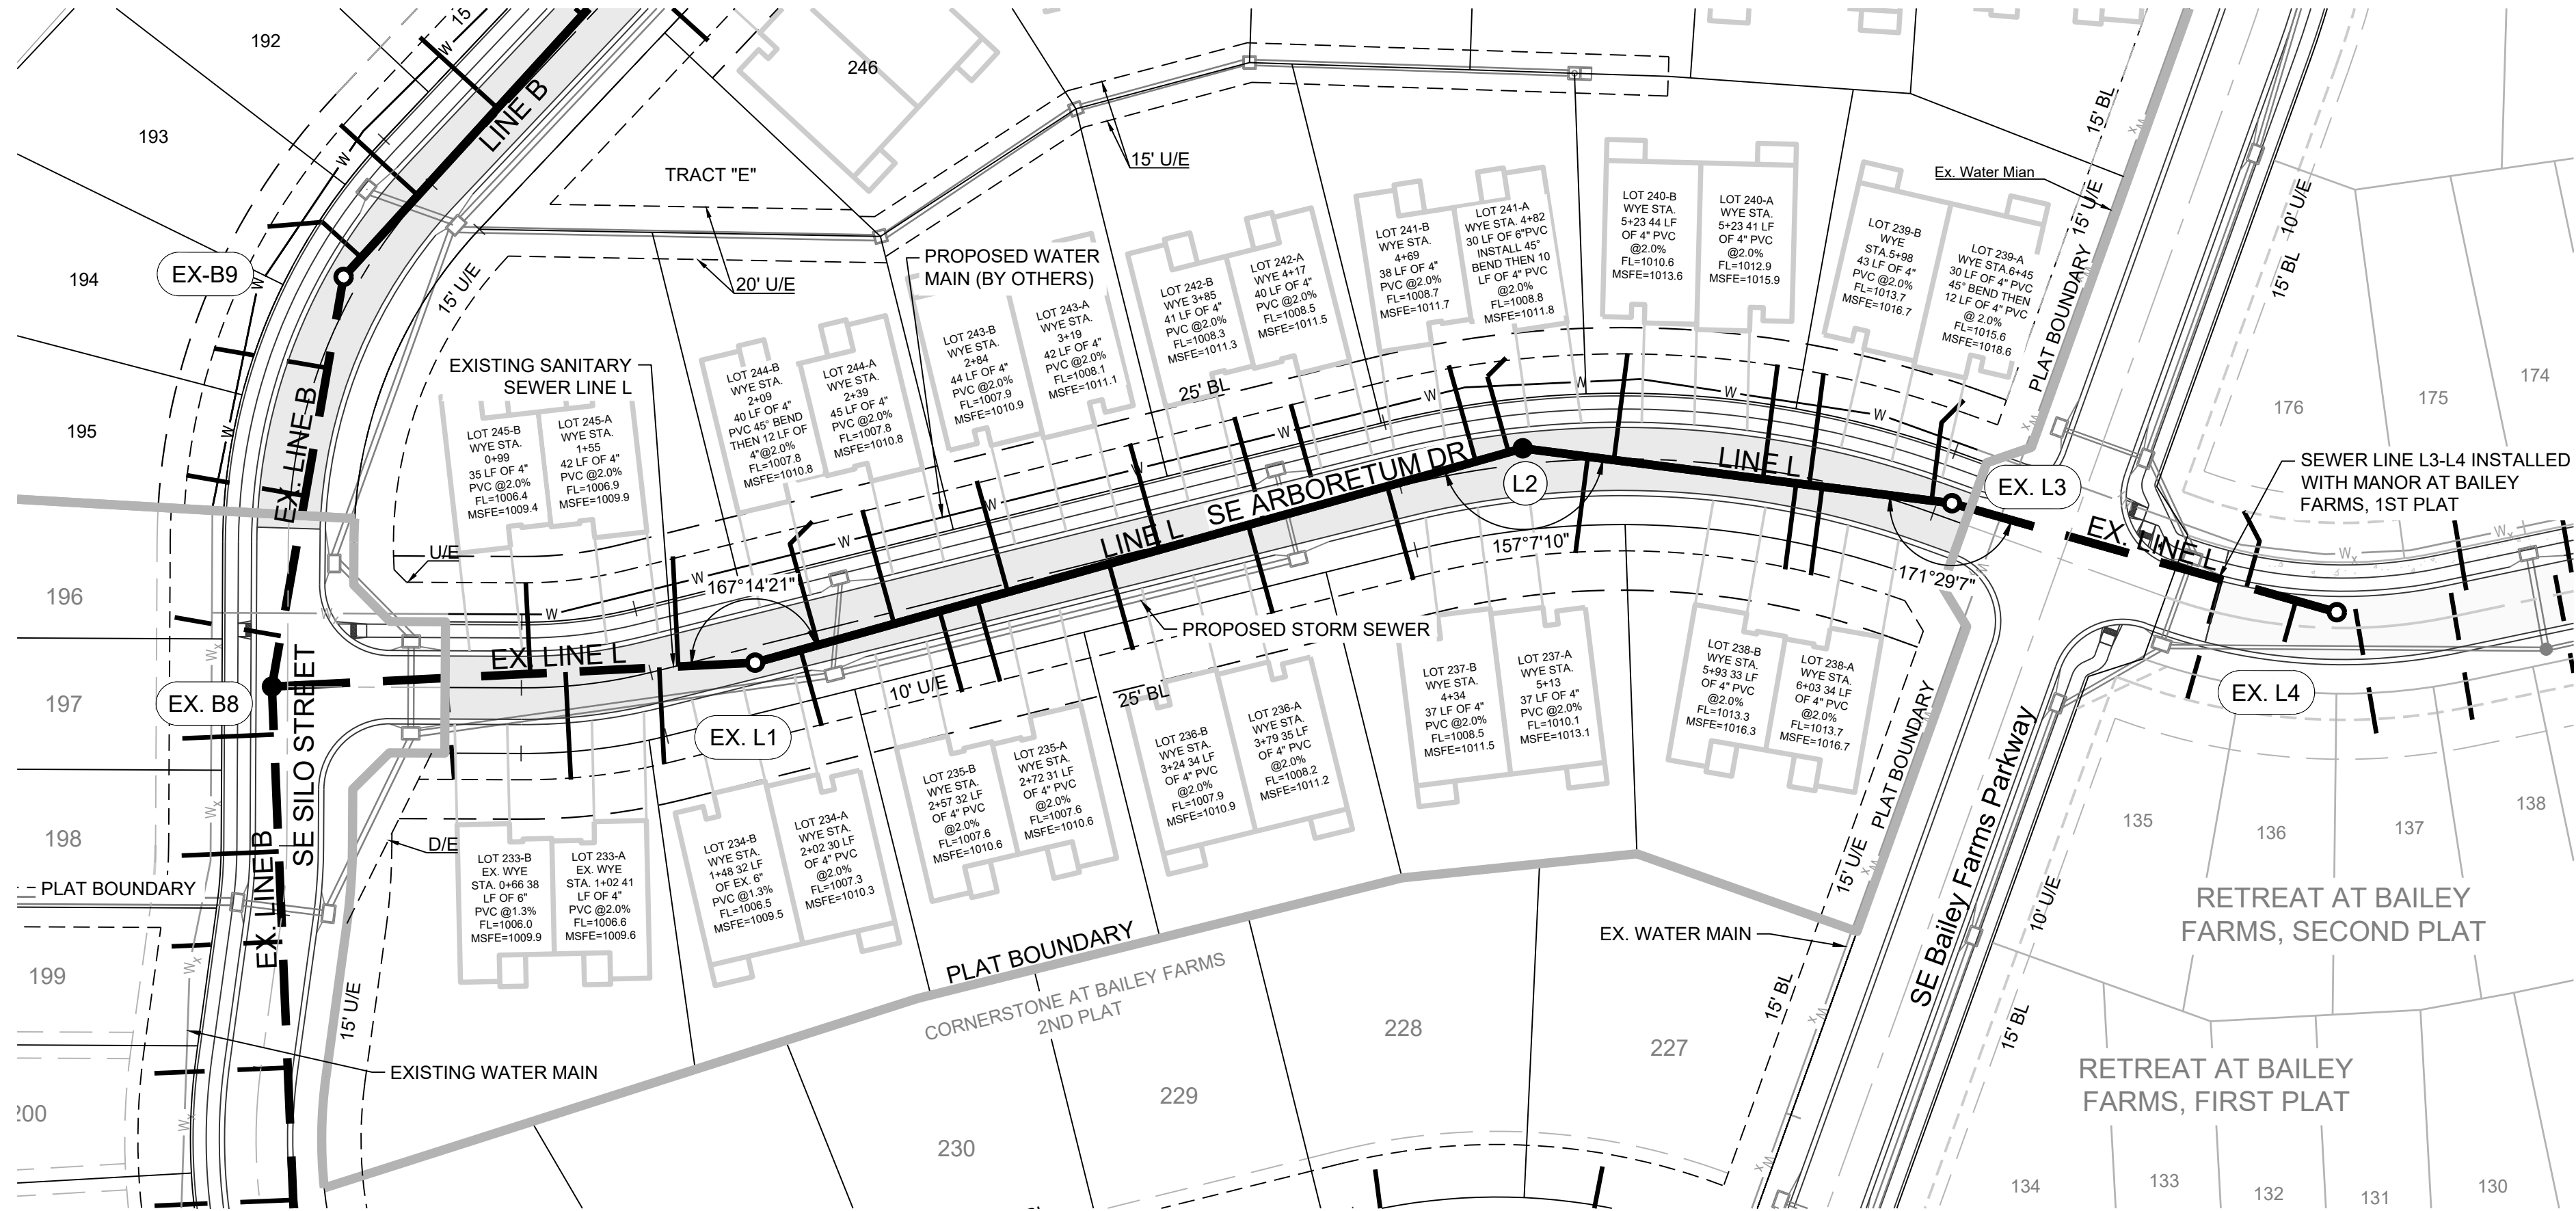 192
193
194
195
196
197
198
199
15'
W
LINE B
246
TRACT "E"
15' U/E
20' U/E
15' U/E
EX-B9
EX. LINE B
EXISTING SANITARY
SEWER LINE L
PROPOSED WATER
MAIN (BY OTHERS)
U/E
LOT 245-B
WYE STA.
0+99
35 LF OF 4"
PVC @2.0%
FL=1006.4
MSFE=1009.4
LOT 245-A
WYE STA.
1+55
42 LF OF 4"
PVC @2.0%
FL=1006.9
MSFE=1009.9
LOT 244-B
WYE STA.
2+09
40 LF OF 4"
PVC 45° BEND
THEN 12 LF OF
4"@2.0%
FL=1007.8
MSFE=1010.8
LOT 244-A
WYE STA.
2+39
45 LF OF 4"
PVC @2.0%
FL=1007.8
MSFE=1010.8
LOT 243-B
WYE STA.
2+84
44 LF OF 4"
PVC @2.0%
FL=1007.9
MSFE=1010.9
LOT 243-A
WYE STA.
3+19
42 LF OF 4"
PVC @2.0%
FL=1008.1
MSFE=1011.1
LOT 242-B
WYE 3+85
41 LF OF 4"
PVC @2.0%
FL=1008.3
MSFE=1011.3
LOT 242-A
WYE 4+17
40 LF OF 4"
PVC @2.0%
FL=1008.5
MSFE=1011.5
LOT 241-B
WYE STA.
4+69
38 LF OF 4"
PVC @2.0%
FL=1008.7
MSFE=1011.7
LOT 241-A
WYE STA. 4+82
30 LF OF 6"PVC
INSTALL 45°
BEND THEN 10
LF OF 4" PVC
@2.0%
FL=1008.8
MSFE=1011.8
LOT 240-B
WYE STA.
5+23 44 LF
OF 4" PVC
@2.0%
FL=1010.6
MSFE=1013.6
LOT 240-A
WYE STA.
5+23 41 LF
OF 4" PVC
@2.0%
FL=1012.9
MSFE=1015.9
LOT 239-B
WYE
STA.5+98
43 LF OF 4"
PVC @2.0%
FL=1013.7
MSFE=1016.7
LOT 239-A
WYE STA.6+45
30 LF OF 4" PVC
45° BEND THEN
12 LF OF 4" PVC
@ 2.0%
FL=1015.6
MSFE=1018.6
Ex. Water Mian
15' BL
15' U/E
PLAT BOUNDARY
10' U/E
15' BL
176
175
174
25' BL
SE ARBORETUM DR
LINE L
LINE L
L2
EX. L3
157°7'10"
167°14'21"
171°29'7"
SEWER LINE L3-L4 INSTALLED
WITH MANOR AT BAILEY
FARMS, 1ST PLAT
EX. LINE L
EX. LINE L
EX. L4
EX. B8
SE SILO STREET
EX. LINE B
EX. L1
10' U/E
25' BL
PROPOSED STORM SEWER
D/E
LOT 233-B
EX. WYE
STA. 0+66 38
LF OF 6"
PVC @1.3%
FL=1006.0
MSFE=1009.9
LOT 233-A
EX. WYE
STA. 1+02 41
LF OF 4"
PVC @2.0%
FL=1006.6
MSFE=1009.6
LOT 234-B
WYE STA.
1+48 32 LF
OF EX. 6"
PVC @1.3%
FL=1006.5
MSFE=1009.5
LOT 234-A
WYE STA.
2+02 30 LF
OF 4" PVC
@2.0%
FL=1007.3
MSFE=1010.3
LOT 235-B
WYE STA.
2+57 32 LF
OF 4" PVC
@2.0%
FL=1007.6
MSFE=1010.6
LOT 235-A
WYE STA.
2+72 31 LF
OF 4" PVC
@2.0%
FL=1007.6
MSFE=1010.6
LOT 236-B
WYE STA.
3+24 34 LF
OF 4" PVC
@2.0%
FL=1007.9
MSFE=1010.9
LOT 236-A
WYE STA.
3+79 35 LF
OF 4" PVC
@2.0%
FL=1008.2
MSFE=1011.2
LOT 237-B
WYE STA.
4+34
37 LF OF 4"
PVC @2.0%
FL=1008.5
MSFE=1011.5
LOT 237-A
WYE STA.
5+13
37 LF OF 4"
PVC @2.0%
FL=1010.1
MSFE=1013.1
LOT 238-B
WYE STA.
5+93 33 LF
OF 4" PVC
@2.0%
FL=1013.3
MSFE=1016.3
LOT 238-A
WYE STA.
6+03 34 LF
OF 4" PVC
@2.0%
FL=1013.7
MSFE=1016.7
15' U/E
PLAT BOUNDARY
SE Bailey Farms Parkway
10' U/E
15' BL
15' BL
135
136
137
138
RETREAT AT BAILEY
FARMS, SECOND PLAT
RETREAT AT BAILEY
FARMS, FIRST PLAT
134
133
132
131
130
EX. WATER MAIN
PLAT BOUNDARY
PLAT BOUNDARY
CORNERSTONE AT BAILEY FARMS
2ND PLAT
15' U/E
EXISTING WATER MAIN
200
230
229
228
227